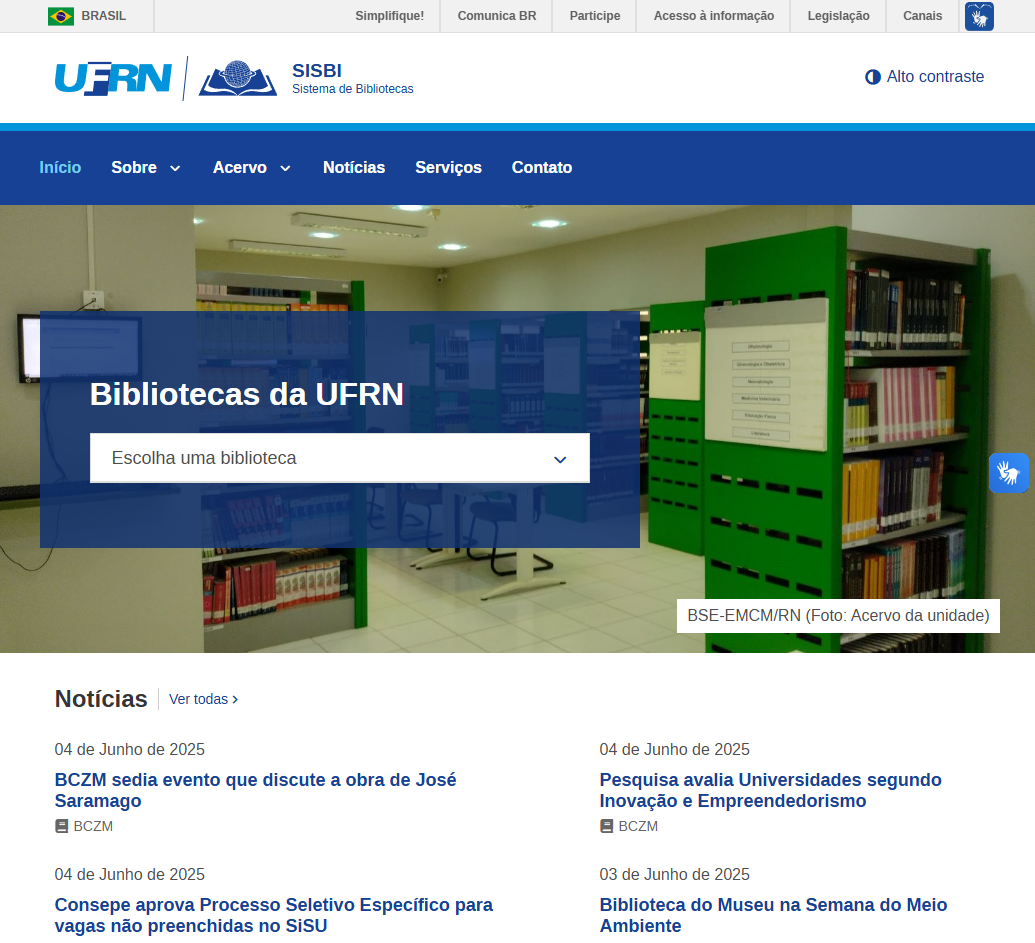 BRASIL
Simplifique!
Comunica BR
Participe
Acesso à informação
Legislação
Canais
UFRN
SISBI
Sistema de Bibliotecas
Alto contraste
Início
Sobre
Acervo
Notícias
Serviços
Contato
Bibliotecas da UFRN
Escolha uma biblioteca
BSE-EMCM/RN (Foto: Acervo da unidade)
Notícias
Ver todas
04 de Junho de 2025
BCZM sedia evento que discute a obra de José
Saramago
BCZM
04 de Junho de 2025
Pesquisa avalia Universidades segundo
Inovação e Empreendedorismo
BCZM
04 de Junho de 2025
Consepe aprova Processo Seletivo Específico para
vagas não preenchidas no SiSU
03 de Junho de 2025
Biblioteca do Museu na Semana do Meio
Ambiente